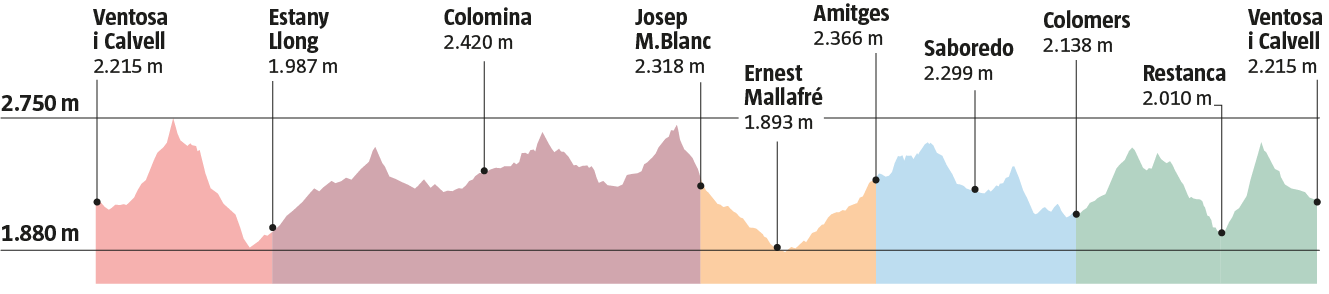 Ventosa
i Calvell
2.215 m
Estany
Llong
1.987 m
Colomina
2.420 m
Josep
M.Blanc
2.318 m
Ernest
Mallafré
1.893 m
Amitges
2.366 m
Saboredo
2.299 m
Colomers
2.138 m
Restanca
2.010 m
Ventosa
i Calvell
2.215 m
2.750 m
1.880 m